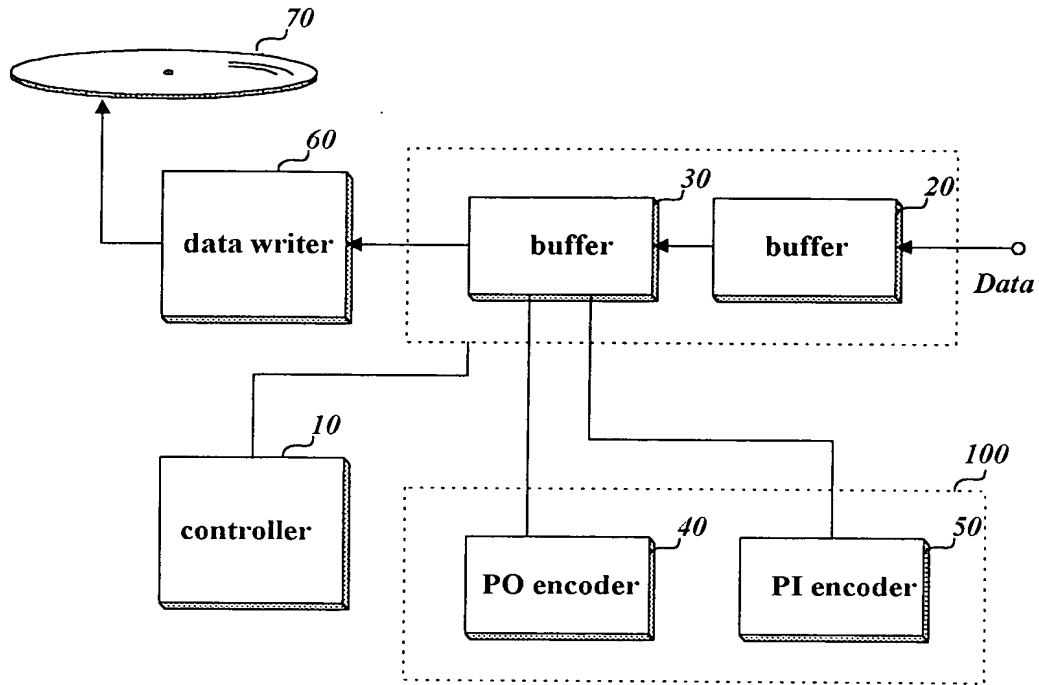 70
60
data writer
30
buffer
20
buffer
Data
10
controller
100
40
PO encoder
50
PI encoder